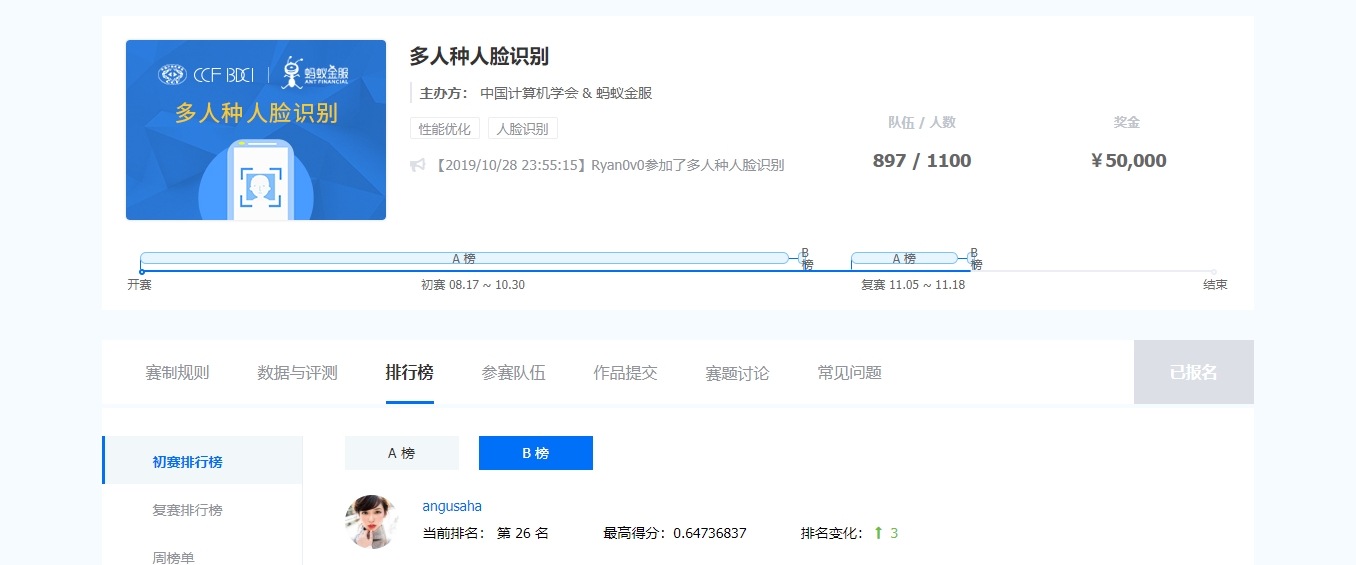 CCF BDCI
蚂蚁金服
ANT FINANCIAL
多人种人脸识别
多人种人脸识别
主办方： 中国计算机学会 & 蚂蚁金服
性能优化 人脸识别
【2019/10/28 23:55:15】Ryan0v0参加了多人种人脸识别
队伍 / 人数 奖金
897 / 1100 ￥50,000
A 榜 B 榜 A 榜 B 榜
开赛 初赛 08.17 ~ 10.30 复赛 11.05 ~ 11.18 结束
赛制规则 数据与评测 排行榜 参赛队伍 作品提交 赛题讨论 常见问题 已报名
初赛排行榜
复赛排行榜
周榜单
A 榜 B 榜
angusaha
当前排名： 第 26 名 最高得分：0.64736837 排名变化： ↑ 3